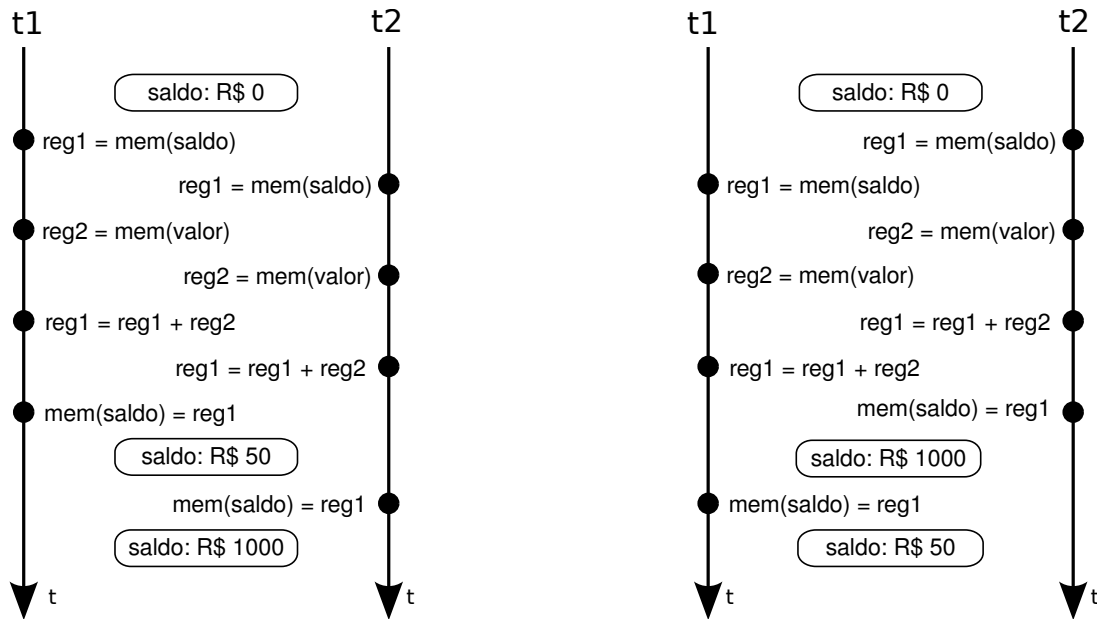 t1
t2
saldo: R$ 0
reg1 = mem(saldo)
reg1 = mem(saldo)
reg2 = mem(valor)
reg2 = mem(valor)
reg1 = reg1 + reg2
reg1 = reg1 + reg2
mem(saldo) = reg1
saldo: R$ 50
mem(saldo) = reg1
saldo: R$ 1000
t
t
t1
t2
saldo: R$ 0
reg1 = mem(saldo)
reg1 = mem(saldo)
reg2 = mem(valor)
reg2 = mem(valor)
reg1 = reg1 + reg2
reg1 = reg1 + reg2
mem(saldo) = reg1
saldo: R$ 1000
mem(saldo) = reg1
saldo: R$ 50
t
t